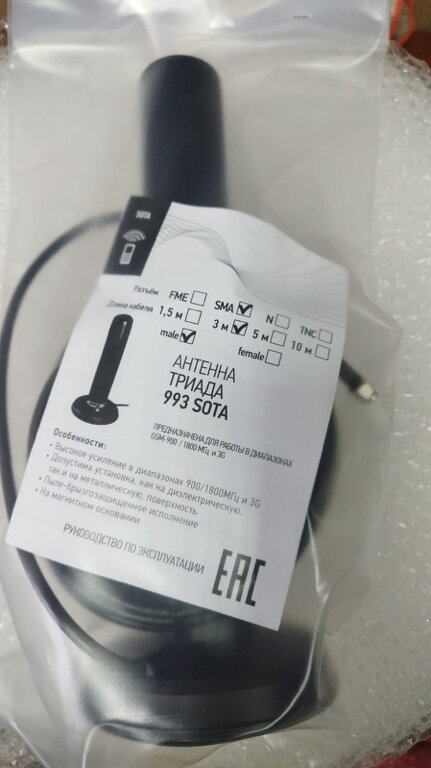 SOTA
Разъём FME SMA N TNC
Длина кабеля 1,5 м 3 м 5 м 10 м
male female
АНТЕННА
ТРИАДА
993 SOTA
ПРЕДНАЗНАЧЕНА ДЛЯ РАБОТЫ В ДИАПАЗОНАХ
GSM-900 / 1800 МГц и 3G
Особенности:
• Высокое усиление в диапазонах 900/1800МГц и 3G
• Допустима установка, как на диэлектрическую,
так и на металлическую, поверхность
• Пыле-брызгозащищенное исполнение
• На магнитном основании
РУКОВОДСТВО ПО ЭКСПЛУАТАЦИИ
EAC